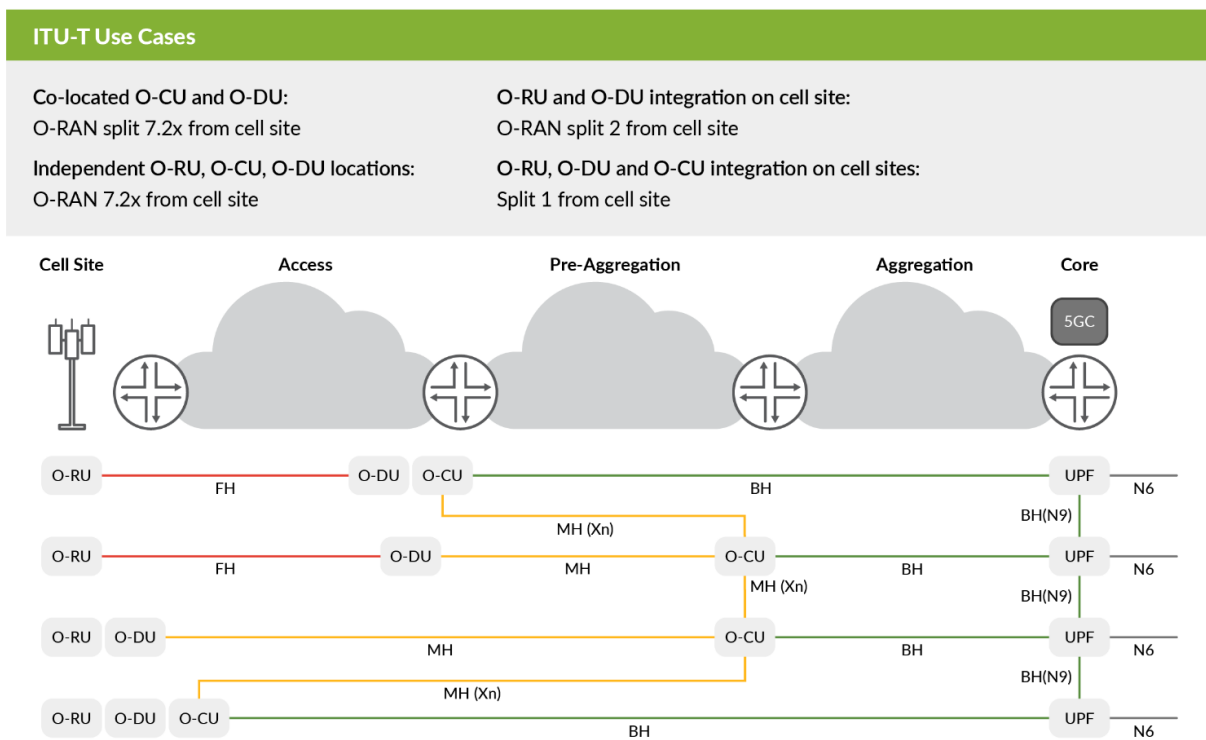 ITU-T Use Cases
Co-located O-CU and O-DU:
O-RAN split 7.2x from cell site
Independent O-RU, O-CU, O-DU locations:
O-RAN 7.2x from cell site
O-RU and O-DU integration on cell site:
O-RAN split 2 from cell site
O-RU, O-DU and O-CU integration on cell sites:
Split 1 from cell site
Cell Site
Access
Pre-Aggregation
Aggregation
Core
5GC
O-RU
FH
O-DU
O-CU
BH
UPF
N6
MH (Xn)
BH(N9)
O-RU
FH
O-DU
MH
O-CU
BH
UPF
N6
MH (Xn)
BH(N9)
O-RU
O-DU
MH
O-CU
BH
UPF
N6
MH (Xn)
BH(N9)
O-RU
O-DU
O-CU
BH
UPF
N6